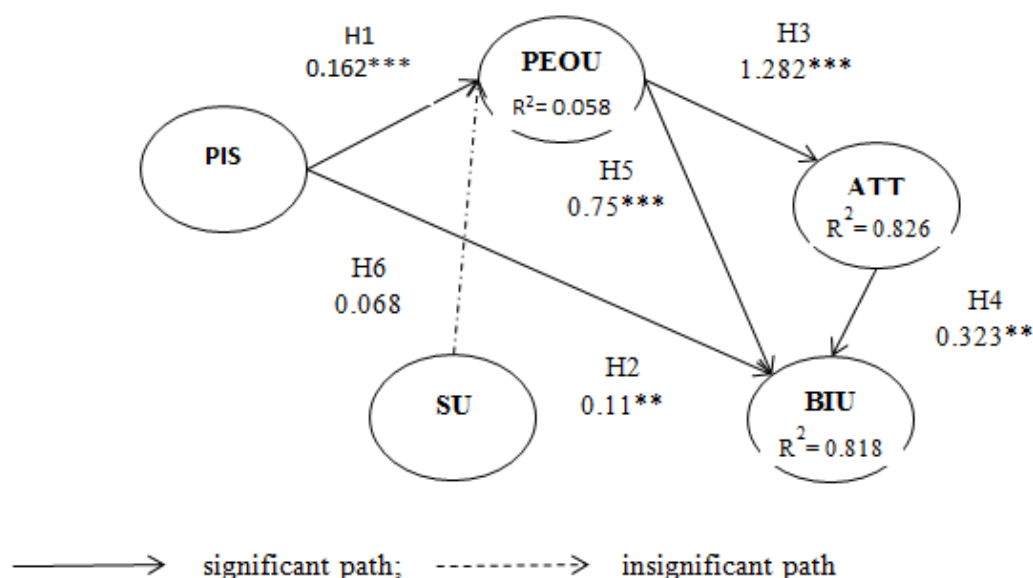 H1
0.162***
PEOU
R²= 0.058
H3
1.282***
PIS
H5
0.75***
ATT
R²= 0.826
H6
0.068
H4
0.323**
SU
H2
0.11**
BIU
R²= 0.818
significant path; insignificant path